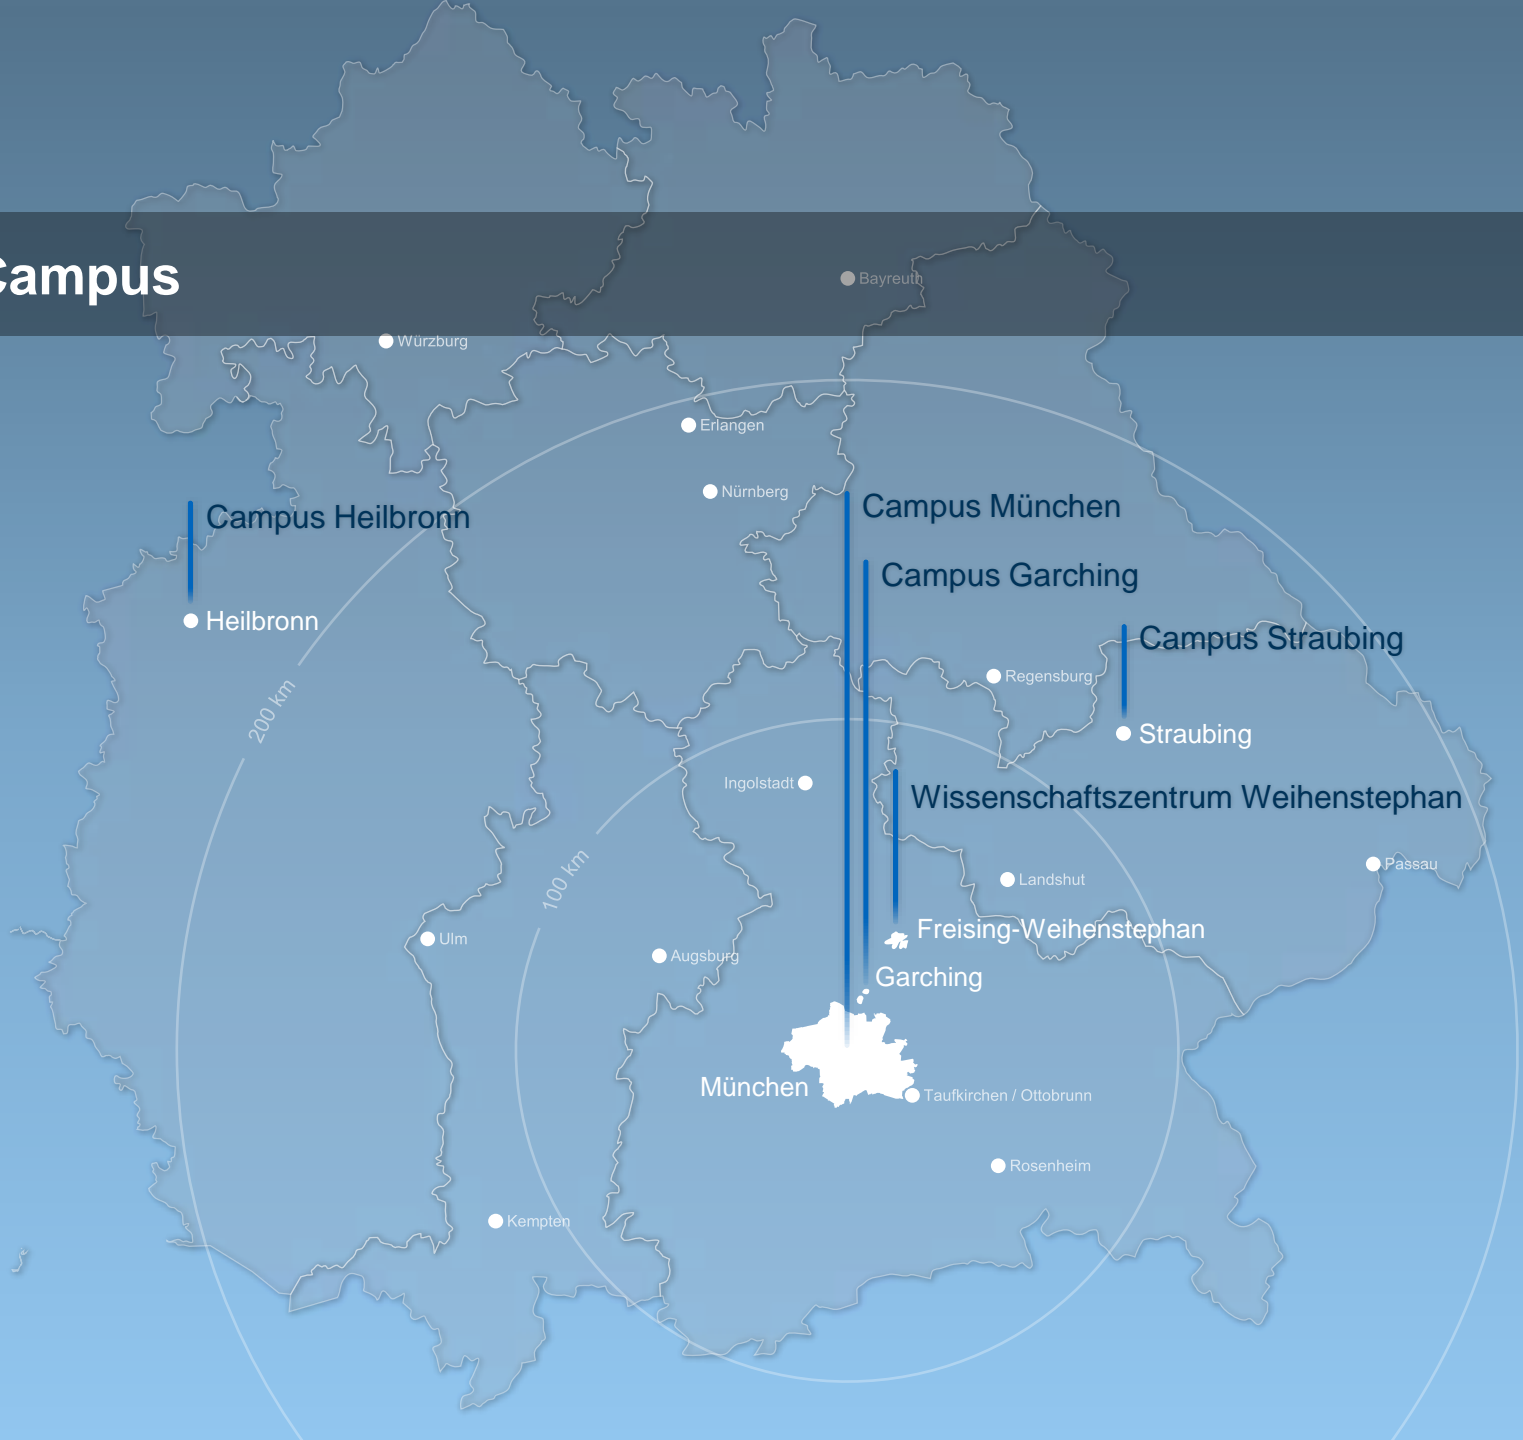 Campus
Bayreuth
Würzburg
Erlangen
Nürnberg
Campus München
Campus Heilbronn
Campus Garching
Heilbronn
Campus Straubing
Regensburg
200 km
Straubing
Ingolstadt
Wissenschaftszentrum Weihenstephan
Passau
100 km
Landshut
Freising-Weihenstephan
Ulm
Augsburg
Garching
München
Taufkirchen / Ottobrunn
Rosenheim
Kempten